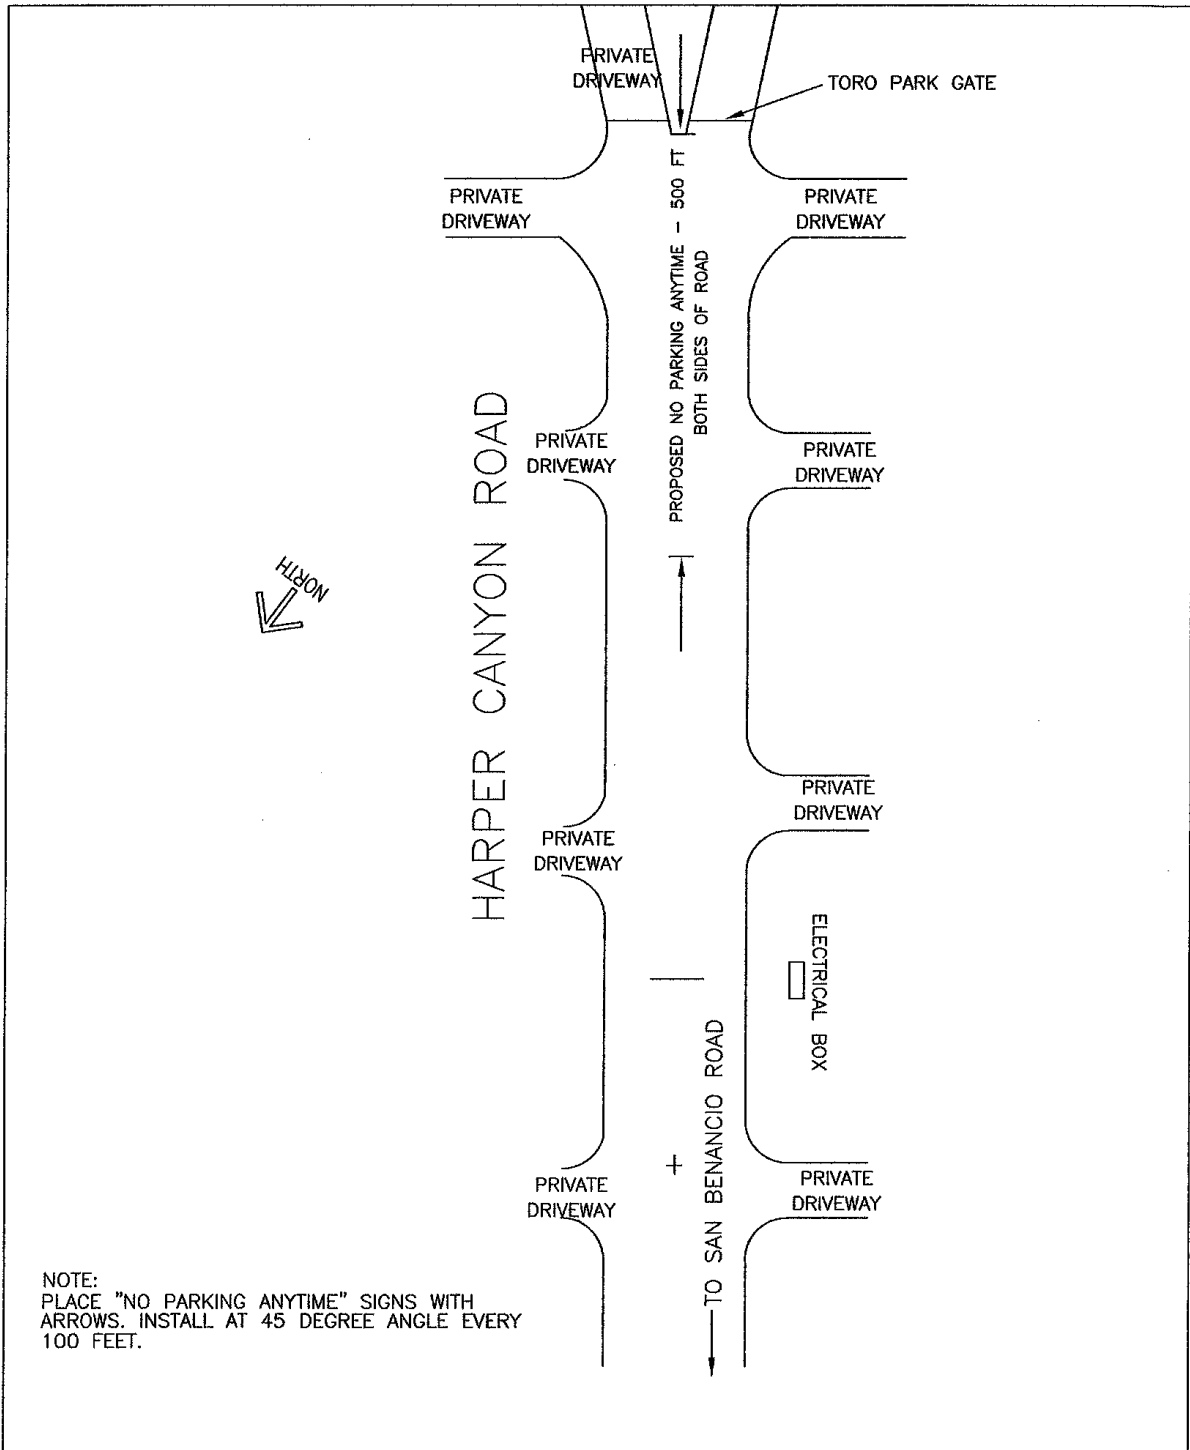 PRIVATE
DRIVEWAY
TORO PARK GATE
PRIVATE
DRIVEWAY
PRIVATE
DRIVEWAY
PROPOSED NO PARKING ANYTIME - 500 FT
BOTH SIDES OF ROAD
HARPER CANYON ROAD
PRIVATE
DRIVEWAY
PRIVATE
DRIVEWAY
NORTH
PRIVATE
DRIVEWAY
PRIVATE
DRIVEWAY
ELECTRICAL BOX
TO SAN BENANCIO ROAD
PRIVATE
DRIVEWAY
PRIVATE
DRIVEWAY
NOTE:
PLACE "NO PARKING ANYTIME" SIGNS WITH
ARROWS. INSTALL AT 45 DEGREE ANGLE EVERY
100 FEET.